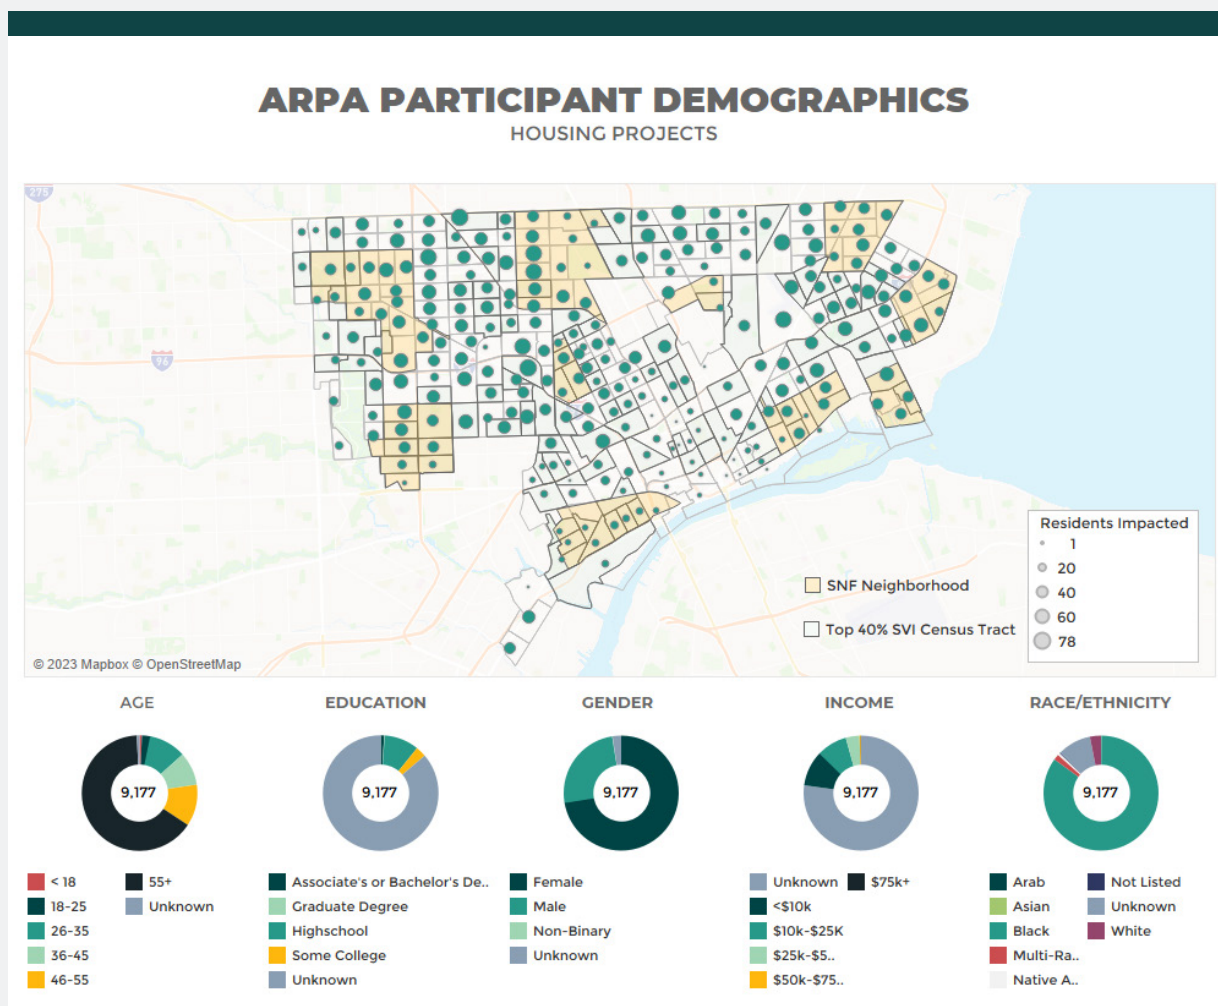 ARPA PARTICIPANT DEMOGRAPHICS
HOUSING PROJECTS
275
96
Residents Impacted
1
20
40
60
78
SNF Neighborhood
Top 40% SVI Census Tract
© 2023 Mapbox © OpenStreetMap
AGE
9,177
< 18
18-25
26-35
36-45
46-55
55+
Unknown
EDUCATION
9,177
Associate's or Bachelor's De..
Graduate Degree
Highschool
Some College
Unknown
GENDER
9,177
Female
Male
Non-Binary
Unknown
INCOME
9,177
Unknown
<$10k
$10k-$25K
$25k-$5..
$50k-$75..
$75k+
RACE/ETHNICITY
9,177
Arab
Asian
Black
Multi-Ra..
Native A..
Not Listed
Unknown
White